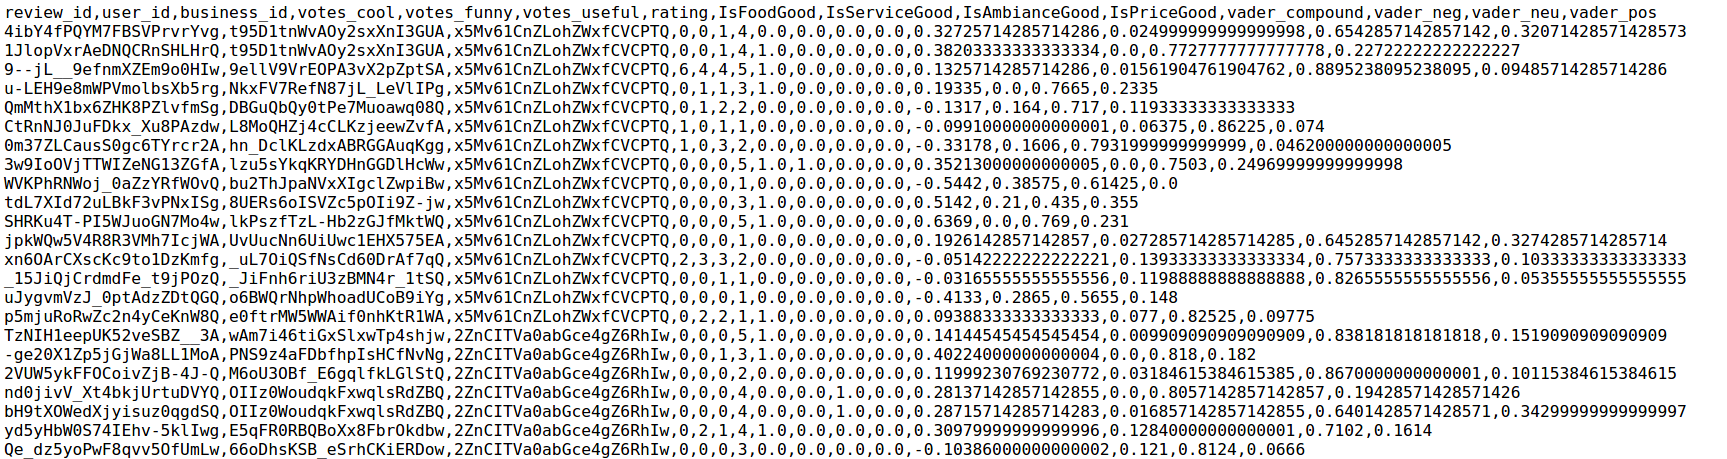 review_id,user_id,business_id,votes_cool,votes_funny,votes_useful,rating,IsFoodGood,IsServiceGood,IsAmbianceGood,IsPriceGood,vader_compound,vader_neg,vader_neu,vader_pos
4ibY4fPQYM7FBSVPrvrYvg,t95D1tnWvAOy2sxXnI3GUA,x5Mv61CnZLohZWxfCVCPTQ,0,0,1,4,0.0,0.0,0.0,0.0,0.32725714285714286,0.024999999999999998,0.6542857142857142,0.32071428571428573
1JlopVxrAeDNQCRnSHLHrQ,t95D1tnWvAOy2sxXnI3GUA,x5Mv61CnZLohZWxfCVCPTQ,0,0,1,4,1.0,0.0,0.0,0.0,0.38203333333333334,0.0,0.7727777777777778,0.22722222222222227
9--jL__9efnmXZEm9o0HIw,9ellV9VrEOPA3vX2pZptSA,x5Mv61CnZLohZWxfCVCPTQ,6,4,4,5,1.0,0.0,0.0,0.0,0.1325714285714286,0.01561904761904762,0.8895238095238095,0.09485714285714286
u-LEH9e8mWPVmolbsXb5rg,NkxFV7RefN87jL_LeVlIPg,x5Mv61CnZLohZWxfCVCPTQ,0,1,1,3,1.0,0.0,0.0,0.0,0.19335,0.0,0.7665,0.2335
QmMthX1bx6ZHK8PZlvfmSg,DBGuQbQy0tPe7Muoawq08Q,x5Mv61CnZLohZWxfCVCPTQ,0,1,2,2,0.0,0.0,0.0,0.0,-0.1317,0.164,0.717,0.11933333333333333
CtRnNJ0JuFDkx_Xu8PAzdw,L8MoQHZj4cCLKzjeewZvfA,x5Mv61CnZLohZWxfCVCPTQ,1,0,1,1,0.0,0.0,0.0,0.0,-0.09910000000000001,0.06375,0.86225,0.074
0m37ZLCausS0gc6TYrcr2A,hn_DclKLzdxABRGGAuqKgg,x5Mv61CnZLohZWxfCVCPTQ,1,0,3,2,0.0,0.0,0.0,0.0,-0.33178,0.1606,0.7931999999999999,0.046200000000000005
3w9IoOVjTTWIZeNG13ZGfA,lzu5sYkqKRYDHnGGDlHcWw,x5Mv61CnZLohZWxfCVCPTQ,0,0,0,5,1.0,1.0,0.0,0.0,0.35213000000000005,0.0,0.7503,0.24969999999999998
WVKPhRNWoj_0aZzYRfWOvQ,bu2ThJpaNVxXIgclZwpiBw,x5Mv61CnZLohZWxfCVCPTQ,0,0,0,1,0.0,0.0,0.0,0.0,-0.5442,0.38575,0.61425,0.0
tdL7XId72uLBkF3vPNxISg,8UERs6oISVZc5pOIi9Z-jw,x5Mv61CnZLohZWxfCVCPTQ,0,0,0,3,1.0,0.0,0.0,0.0,0.5142,0.21,0.435,0.355
SHRKu4T-PI5WJuoGN7Mo4w,lkPszfTzL-Hb2zGJfMktWQ,x5Mv61CnZLohZWxfCVCPTQ,0,0,0,5,1.0,0.0,0.0,0.0,0.6369,0.0,0.769,0.231
jpkWQw5V4R8R3VMh7IcjWA,UvUucNn6UiUwc1EHX575EA,x5Mv61CnZLohZWxfCVCPTQ,0,0,0,1,0.0,0.0,0.0,0.0,0.1926142857142857,0.027285714285714285,0.6452857142857142,0.3274285714285714
xn6OArCXscKc9to1DzKmfg,_uL7OiQSfNsCd60DrAf7qQ,x5Mv61CnZLohZWxfCVCPTQ,2,3,3,2,0.0,0.0,0.0,0.0,-0.05142222222222221,0.13933333333333334,0.7573333333333333,0.10333333333333333
_15JiQjCrdmdFe_t9jPOzQ,_JiFnh6riU3zBMN4r_1tSQ,x5Mv61CnZLohZWxfCVCPTQ,0,0,1,1,0.0,0.0,0.0,0.0,-0.03165555555555556,0.11988888888888888,0.8265555555555556,0.05355555555555555
uJygvmVzJ_0ptAdzZDtQGQ,o6BWQrNhpWhoadUCoB9iYg,x5Mv61CnZLohZWxfCVCPTQ,0,0,0,1,0.0,0.0,0.0,0.0,-0.4133,0.2865,0.5655,0.148
p5mjuRoRwZc2n4yCeKnW8Q,e0ftrMW5WWAif0nhKtR1WA,x5Mv61CnZLohZWxfCVCPTQ,0,2,2,1,1.0,0.0,0.0,0.0,0.09388333333333333,0.077,0.82525,0.09775
TzNIH1eepUK52veSBZ__3A,wAm7i46tiGxSlxwTp4shjw,2ZnCITVa0abGce4gZ6RhIw,0,0,0,5,1.0,0.0,0.0,0.0,0.14144545454545454,0.009909090909090909,0.838181818181818,0.1519090909090909
-ge20X1Zp5jGjWa8LL1MoA,PNS9z4aFDbfhpIsHCfNvNg,2ZnCITVa0abGce4gZ6RhIw,0,0,1,3,1.0,0.0,0.0,0.0,0.40224000000000004,0.0,0.818,0.182
2VUW5ykFFOCoivZjB-4J-Q,M6oU3OBf_E6gqlfkLGlStQ,2ZnCITVa0abGce4gZ6RhIw,0,0,0,2,0.0,0.0,0.0,0.0,0.11999230769230772,0.03184615384615385,0.8670000000000001,0.10115384615384615
nd0jivV_Xt4bkjUrtuDVYQ,OIIz0WoudqkFxwqlsRdZBQ,2ZnCITVa0abGce4gZ6RhIw,0,0,0,4,0.0,0.0,0.0,1.0,0.28137142857142855,0.0,0.8057142857142857,0.19428571428571426
bH9tXOWedXjyisuz0qgdSQ,OIIz0WoudqkFxwqlsRdZBQ,2ZnCITVa0abGce4gZ6RhIw,0,0,0,4,0.0,0.0,0.0,1.0,0.28715714285714283,0.016857142857142855,0.6401428571428571,0.34299999999999997
yd5yHbW0S74IEhv-5klIwg,E5qFR0RBQBoXx8FbrOkdbw,2ZnCITVa0abGce4gZ6RhIw,0,2,1,4,1.0,0.0,0.0,0.0,0.30979999999999996,0.12840000000000001,0.7102,0.1614
Qe_dz5yoPwF8qvv5OfUmLw,66oDhsKSB_eSrhCKiERDow,2ZnCITVa0abGce4gZ6RhIw,0,0,0,3,0.0,0.0,0.0,0.0,-0.10386000000000002,0.121,0.8124,0.0666